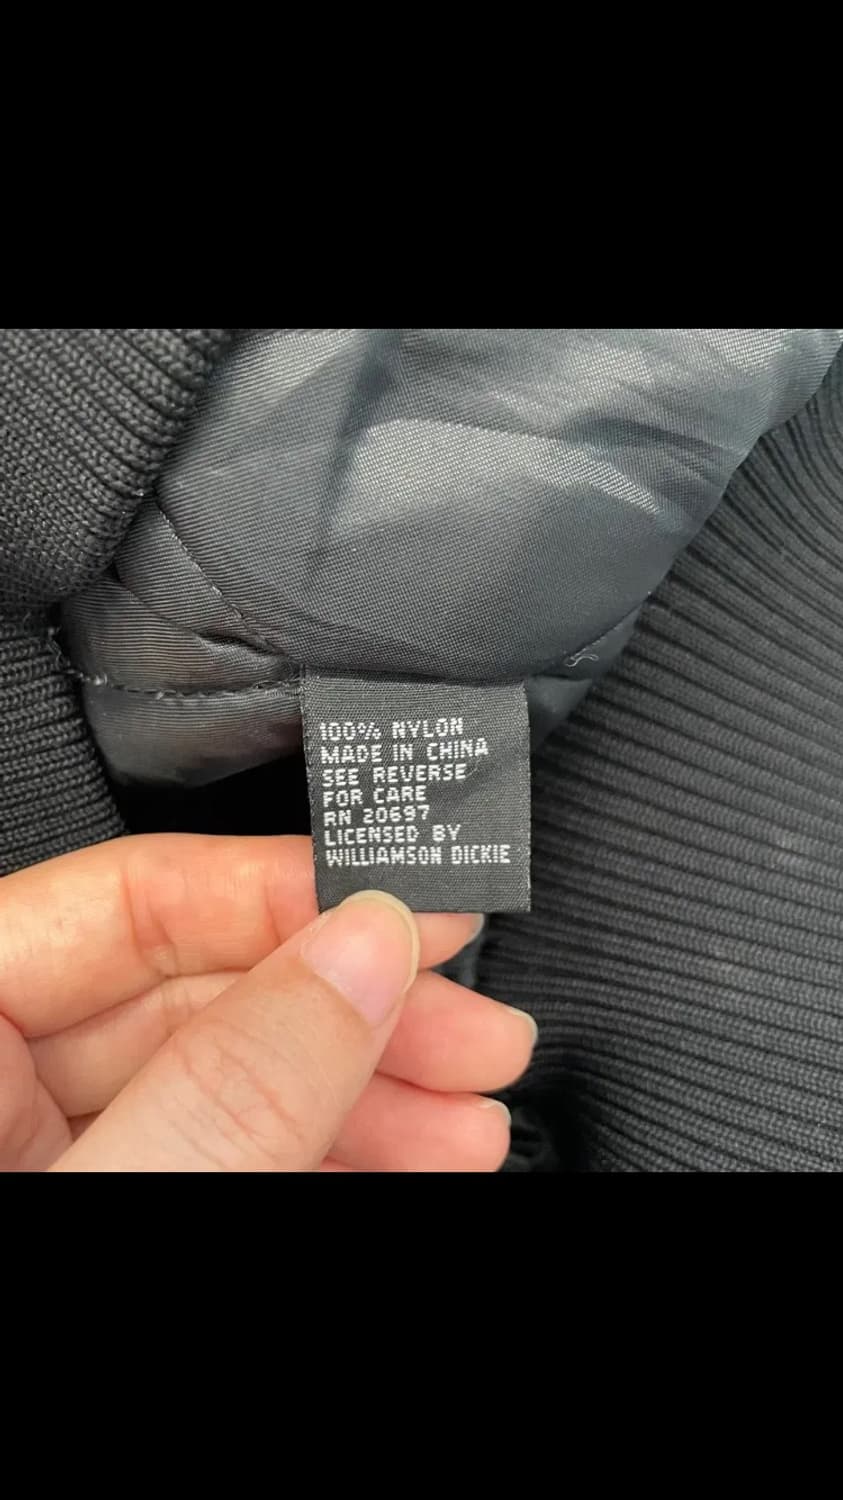 100% NYLON
MADE IN CHINA
SEE REVERSE
FOR CARE
RN 20697
LICENSED BY
WILLIAMSON DICKIE